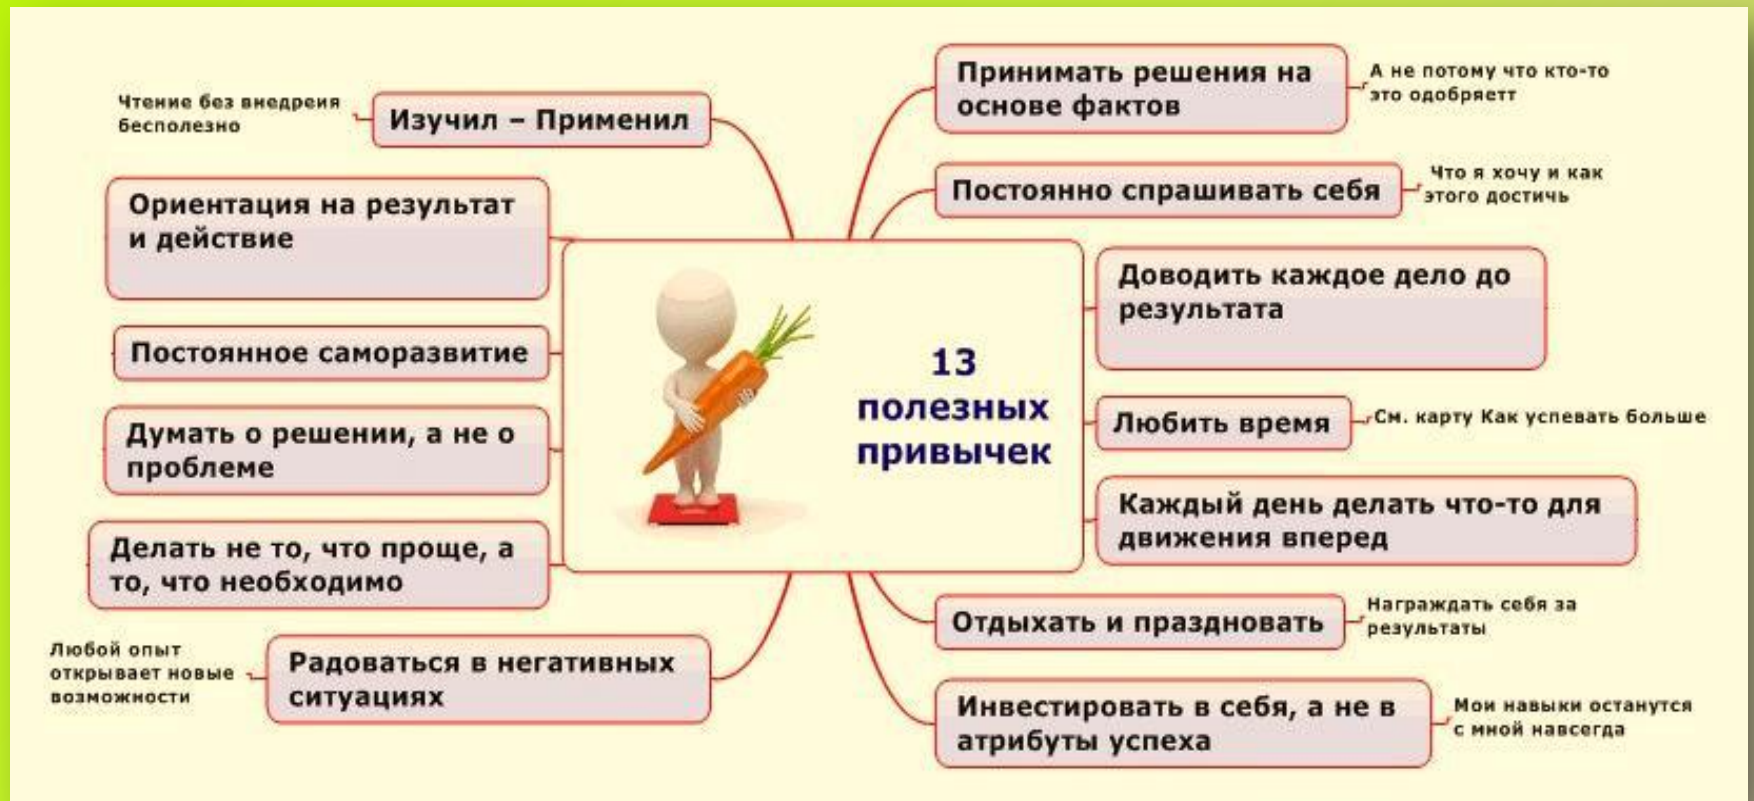 Чтение без внедреия
бесполезно
Изучил – Применил
Ориентация на результат
и действие
Постоянное саморазвитие
Думать о решении, а не о
проблеме
Делать не то, что проще, а
то, что необходимо
Любой опыт
открывает новые
возможности
Радоваться в негативных
ситуациях
13
полезных
привычек
Принимать решения на
основе фактов
А не потому что кто-то
это одобряетт
Постоянно спрашивать себя
Что я хочу и как
этого достичь
Доводить каждое дело до
результата
Любить время
См. карту Как успевать больше
Каждый день делать что-то для
движения вперед
Отдыхать и праздновать
Награждать себя за
результаты
Инвестировать в себя, а не в
атрибуты успеха
Мои навыки останутся
с мной навсегда